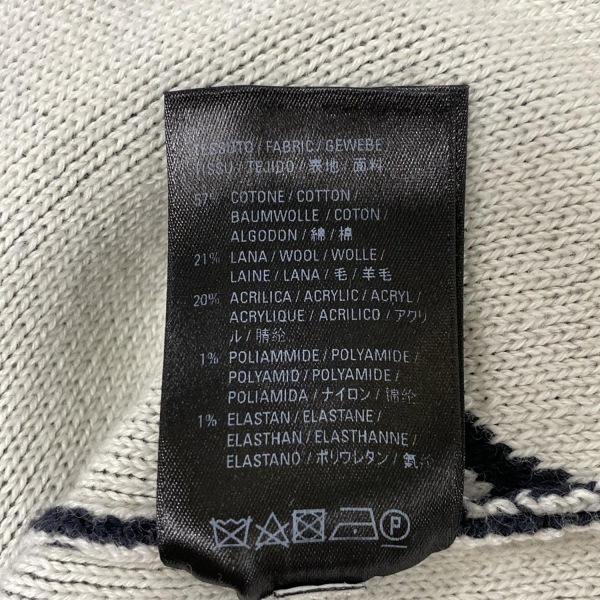 TESSUTO / FABRIC / GEWEBE
TISSU / TEJIDO / 表地 / 面料
57% COTONE / COTTON /
BAUMWOLLE / COTON /
ALGODON / 綿 / 棉
21% LANA / WOOL / WOLLE /
LAINE / LANA / 毛 / 羊毛
20% ACRILICA / ACRYLIC / ACRYL /
ACRYLIQUE / ACRILICO / アクリ
ル / 腈纶
1% POLIAMMIDE / POLYAMIDE /
POLYAMID / POLYAMIDE /
POLIAMIDA / ナイロン / 锦纶
1% ELASTAN / ELASTANE /
ELASTHAN / ELASTHANNE /
ELASTANO / ポリウレタン / 氨纶
P